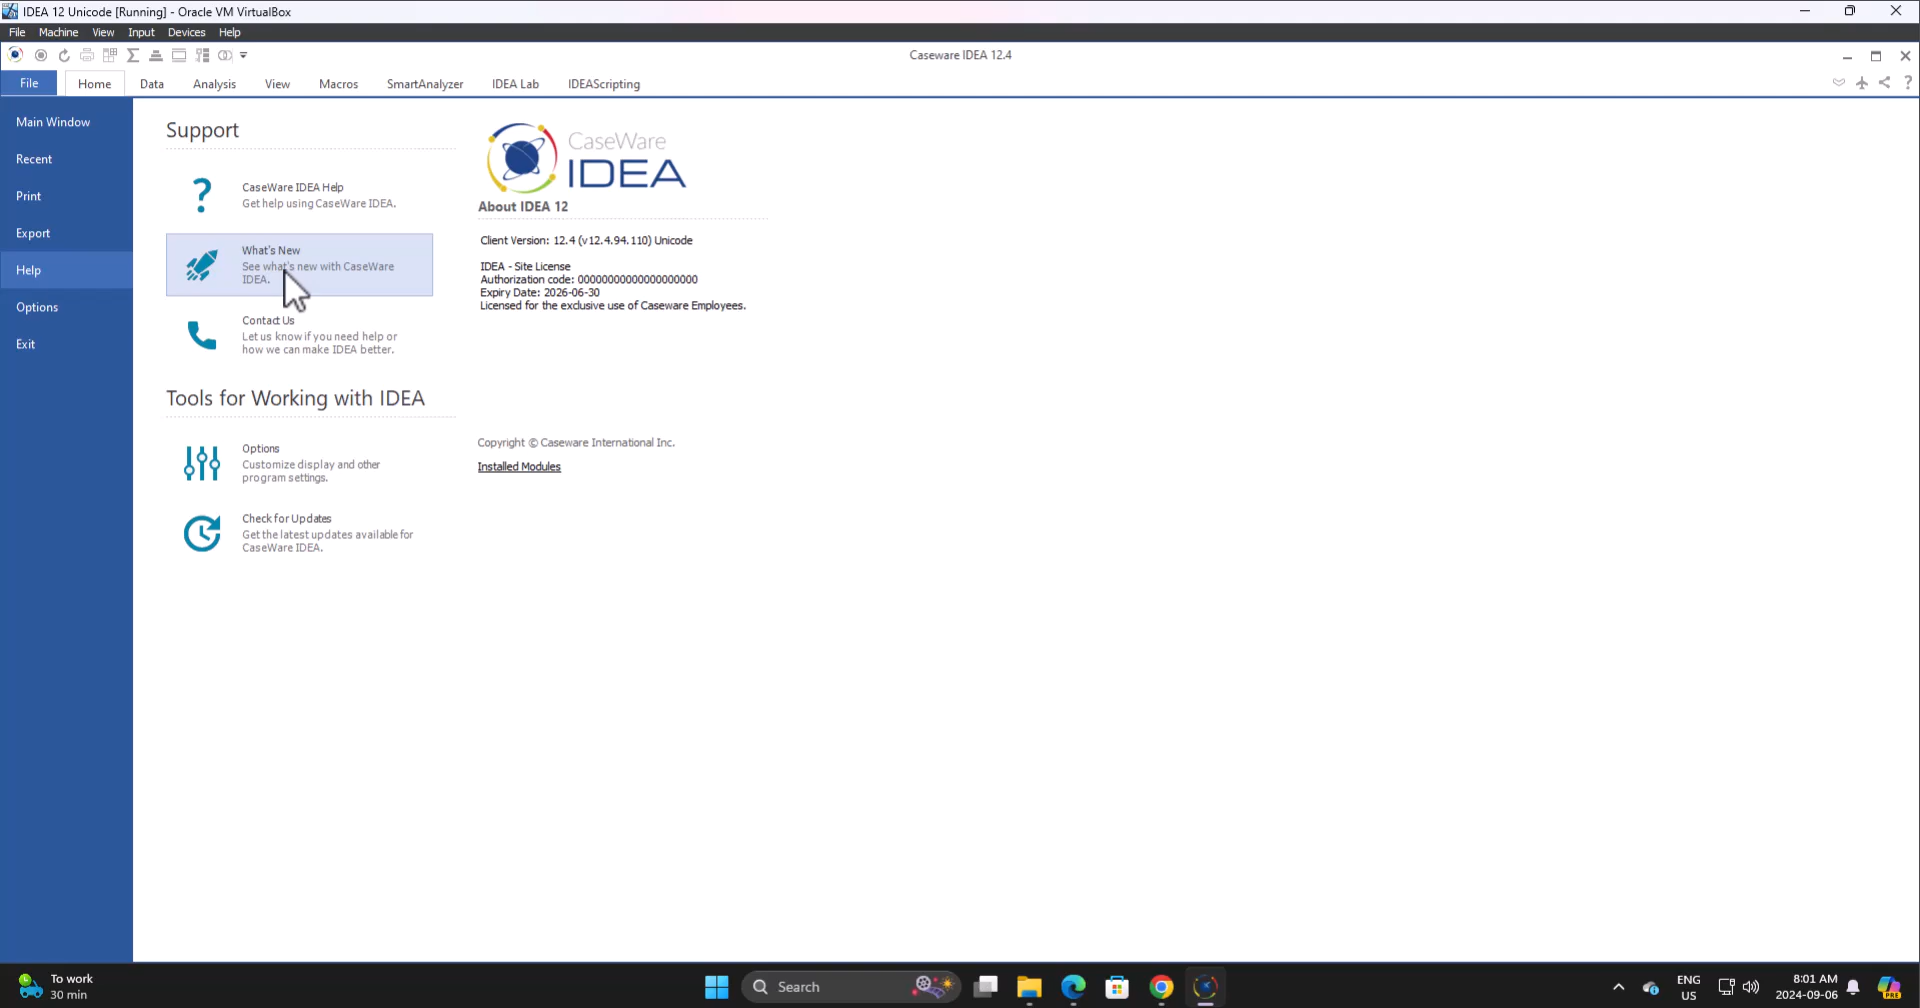 IDEA 12 Unicode [Running] - Oracle VM VirtualBox
File Machine View Input Devices Help
Caseware IDEA 12.4
File Home Data Analysis View Macros SmartAnalyzer IDEA Lab IDEAScripting
Main Window
Recent
Print
Export
Help
Options
Exit
Support
CaseWare IDEA Help
Get help using CaseWare IDEA.
What's New
See what's new with CaseWare
IDEA.
Contact Us
Let us know if you need help or
how we can make IDEA better.
Tools for Working with IDEA
Options
Customize display and other
program settings.
Check for Updates
Get the latest updates available for
CaseWare IDEA.
CaseWare
IDEA
About IDEA 12
Client Version: 12.4 (v12.4.94.110) Unicode
IDEA - Site License
Authorization code: 00000000000000000000
Expiry Date: 2026-06-30
Licensed for the exclusive use of Caseware Employees.
Copyright © Caseware International Inc.
Installed Modules
To work
30 min
Search
ENG
US
8:01 AM
2024-09-06
PRE